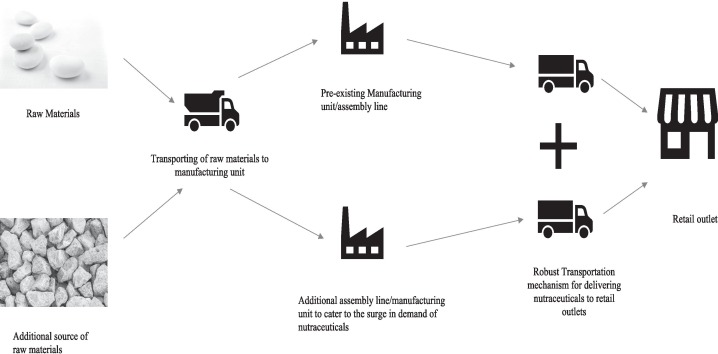 Raw Materials
Transporting of raw materials to
manufacturing unit
Pre-existing Manufacturing
unit/assembly line
Retail outlet
Additional source of
raw materials
Additional assembly line/manufacturing
unit to cater to the surge in demand of
nutraceuticals
Robust Transportation
mechanism for delivering
nutraceuticals to retail
outlets